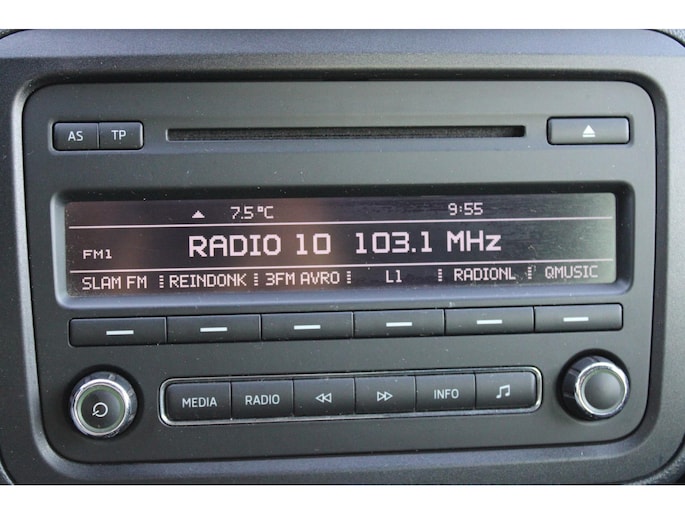 AS TP
7.5°C 9:55
FM1 RADIO 10 103.1 MHz
SLAM FM REINDONK 3FM AVRO L1 RADIONL QMUSIC
MEDIA RADIO INFO